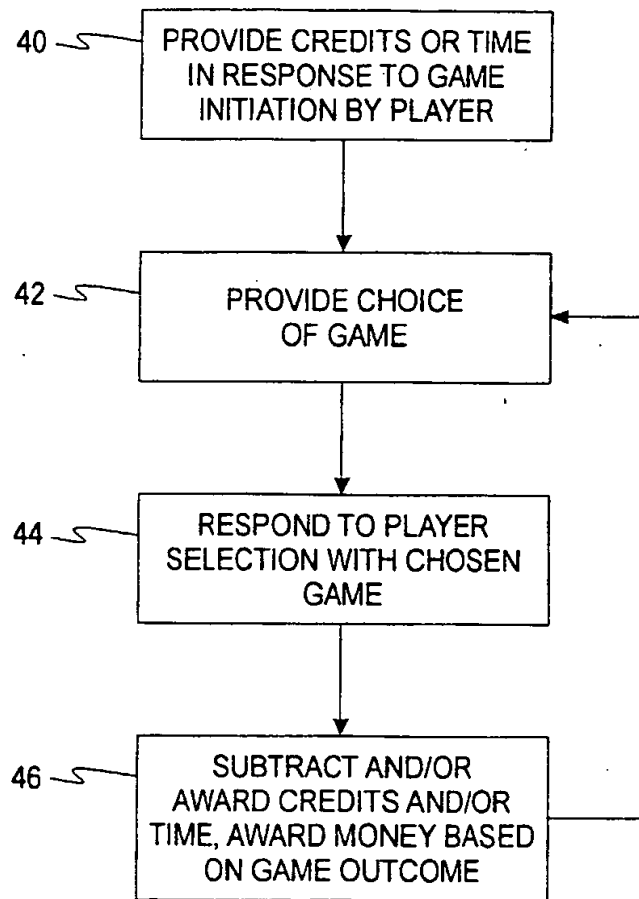 40
PROVIDE CREDITS OR TIME
IN RESPONSE TO GAME
INITIATION BY PLAYER
42
PROVIDE CHOICE
OF GAME
44
RESPOND TO PLAYER
SELECTION WITH CHOSEN
GAME
46
SUBTRACT AND/OR
AWARD CREDITS AND/OR
TIME, AWARD MONEY BASED
ON GAME OUTCOME